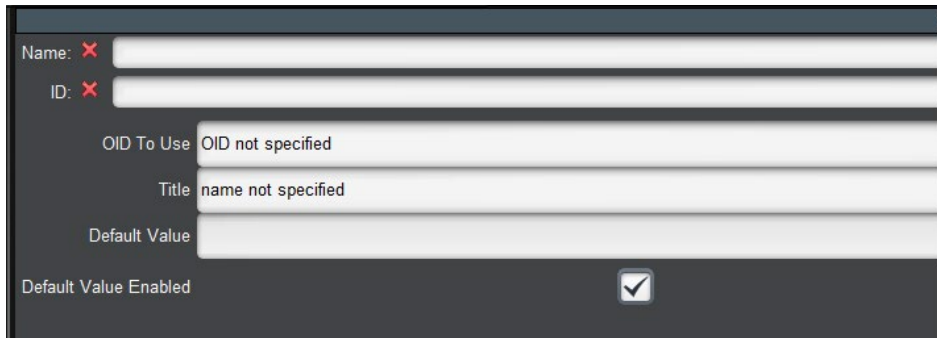 Name:
ID:
OID To Use OID not specified
Title name not specified
Default Value
Default Value Enabled